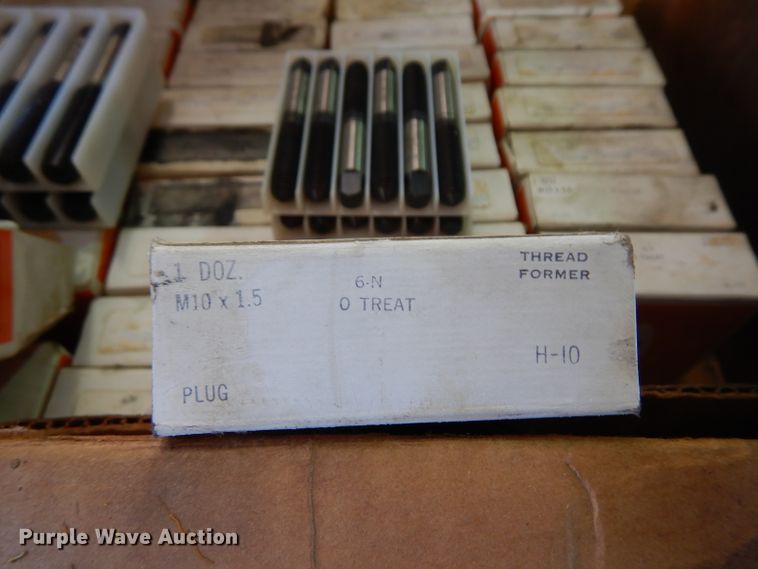 1 DOZ.
M10 x 1.5
PLUG
6-N
O TREAT
THREAD
FORMER
H-10
Purple Wave Auction